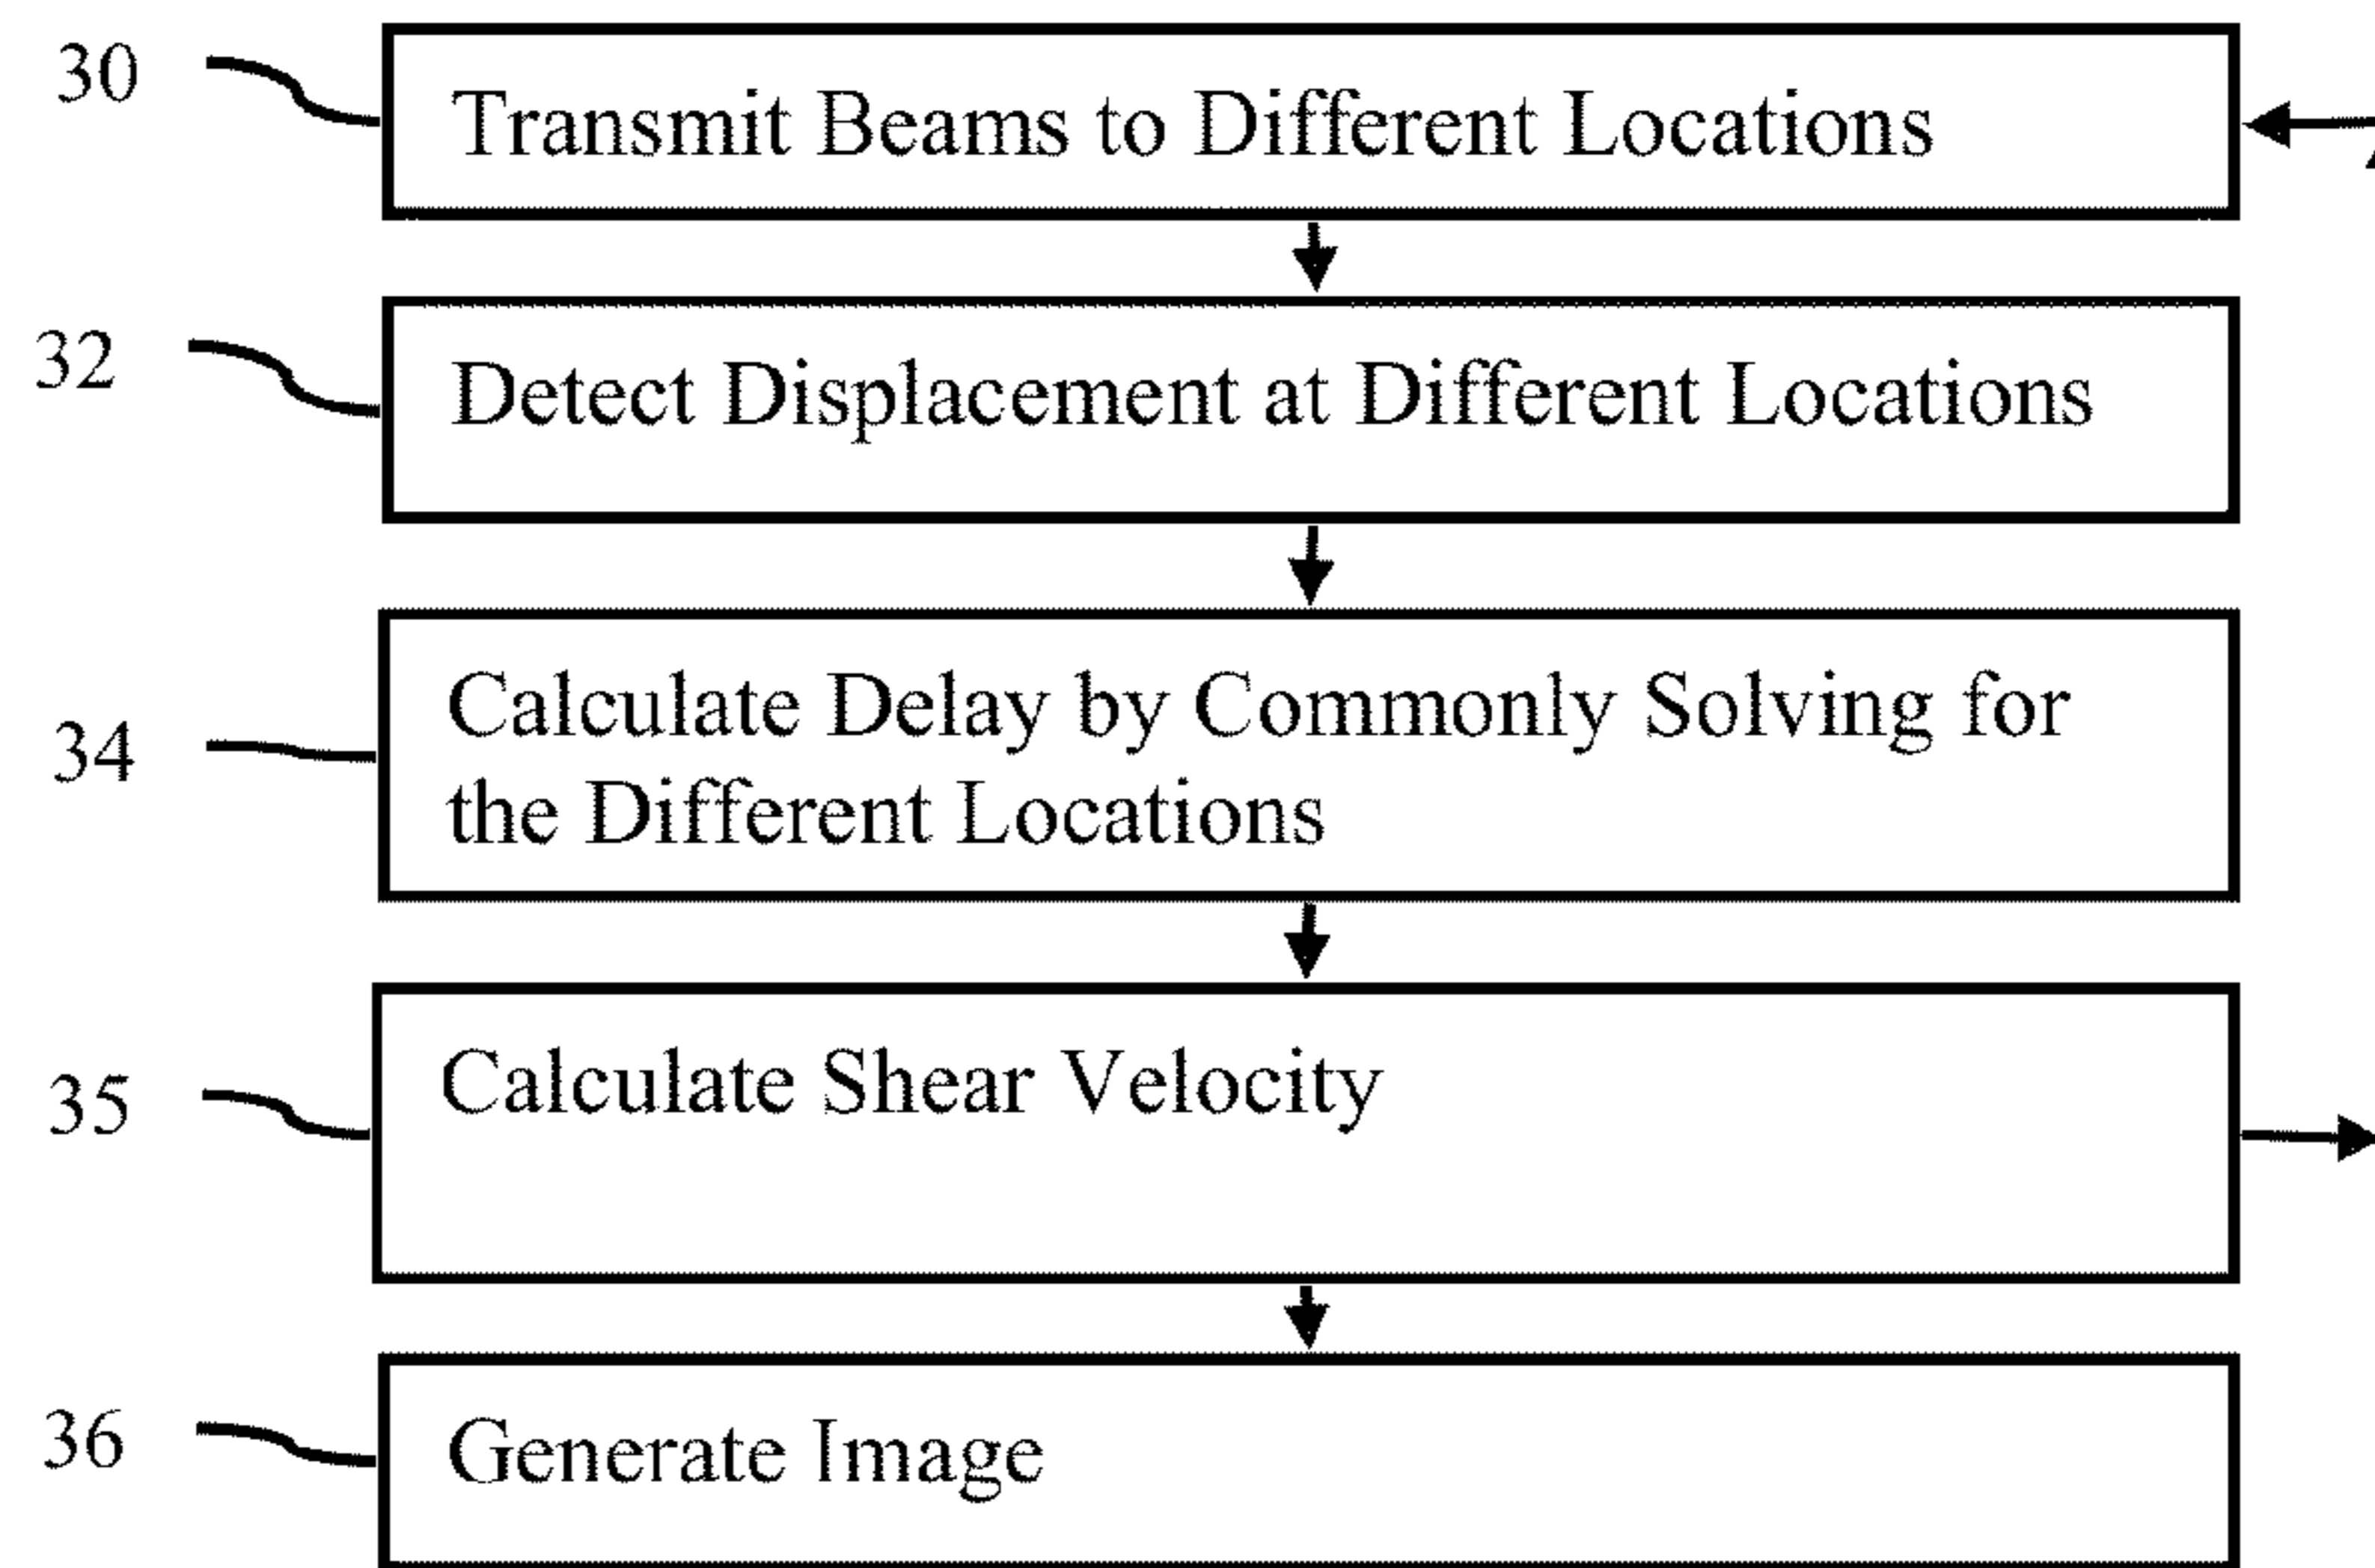 30
Transmit Beams to Different Locations
32
Detect Displacement at Different Locations
34
Calculate Delay by Commonly Solving for
the Different Locations
35
Calculate Shear Velocity
36
Generate Image